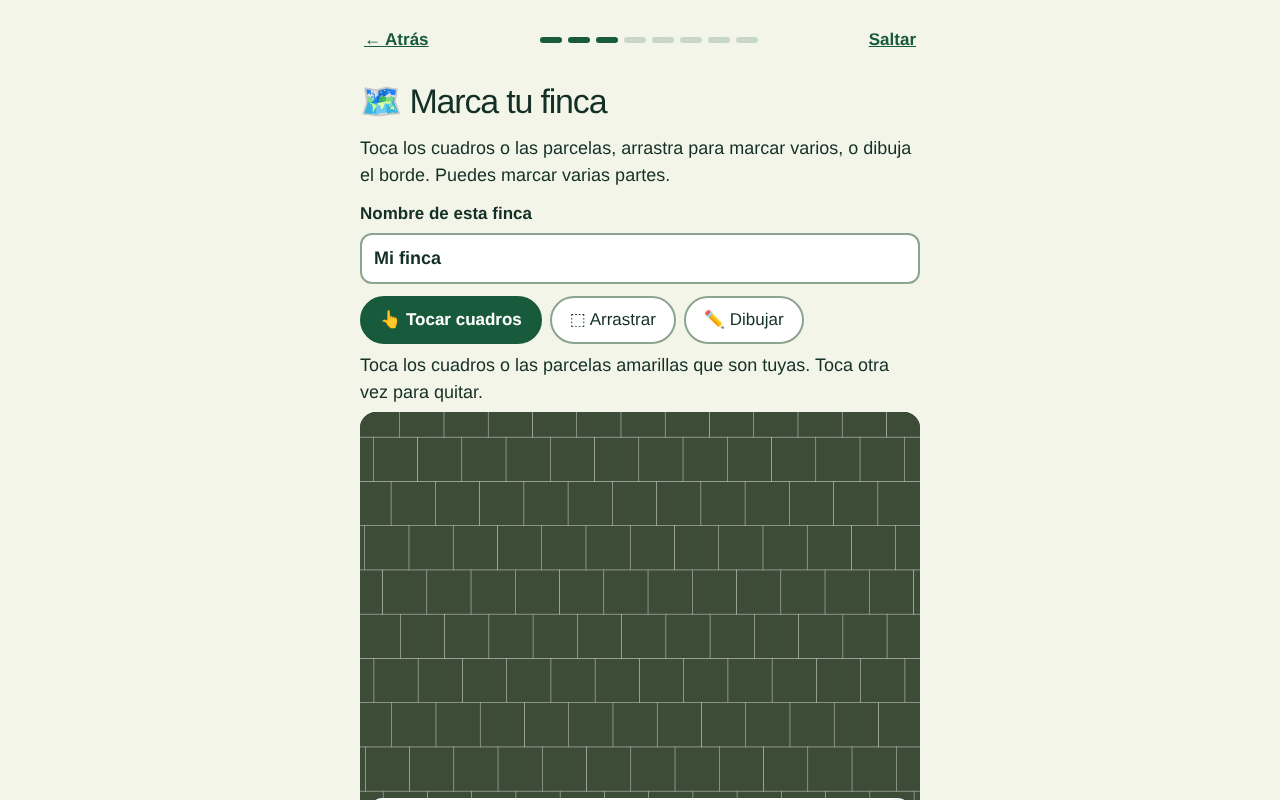 ← Atrás
Saltar
Marca tu finca
Toca los cuadros o las parcelas, arrastra para marcar varios, o dibuja
el borde. Puedes marcar varias partes.
Nombre de esta finca
Mi finca
Tocar cuadros
Arrastrar
Dibujar
Toca los cuadros o las parcelas amarillas que son tuyas. Toca otra
vez para quitar.